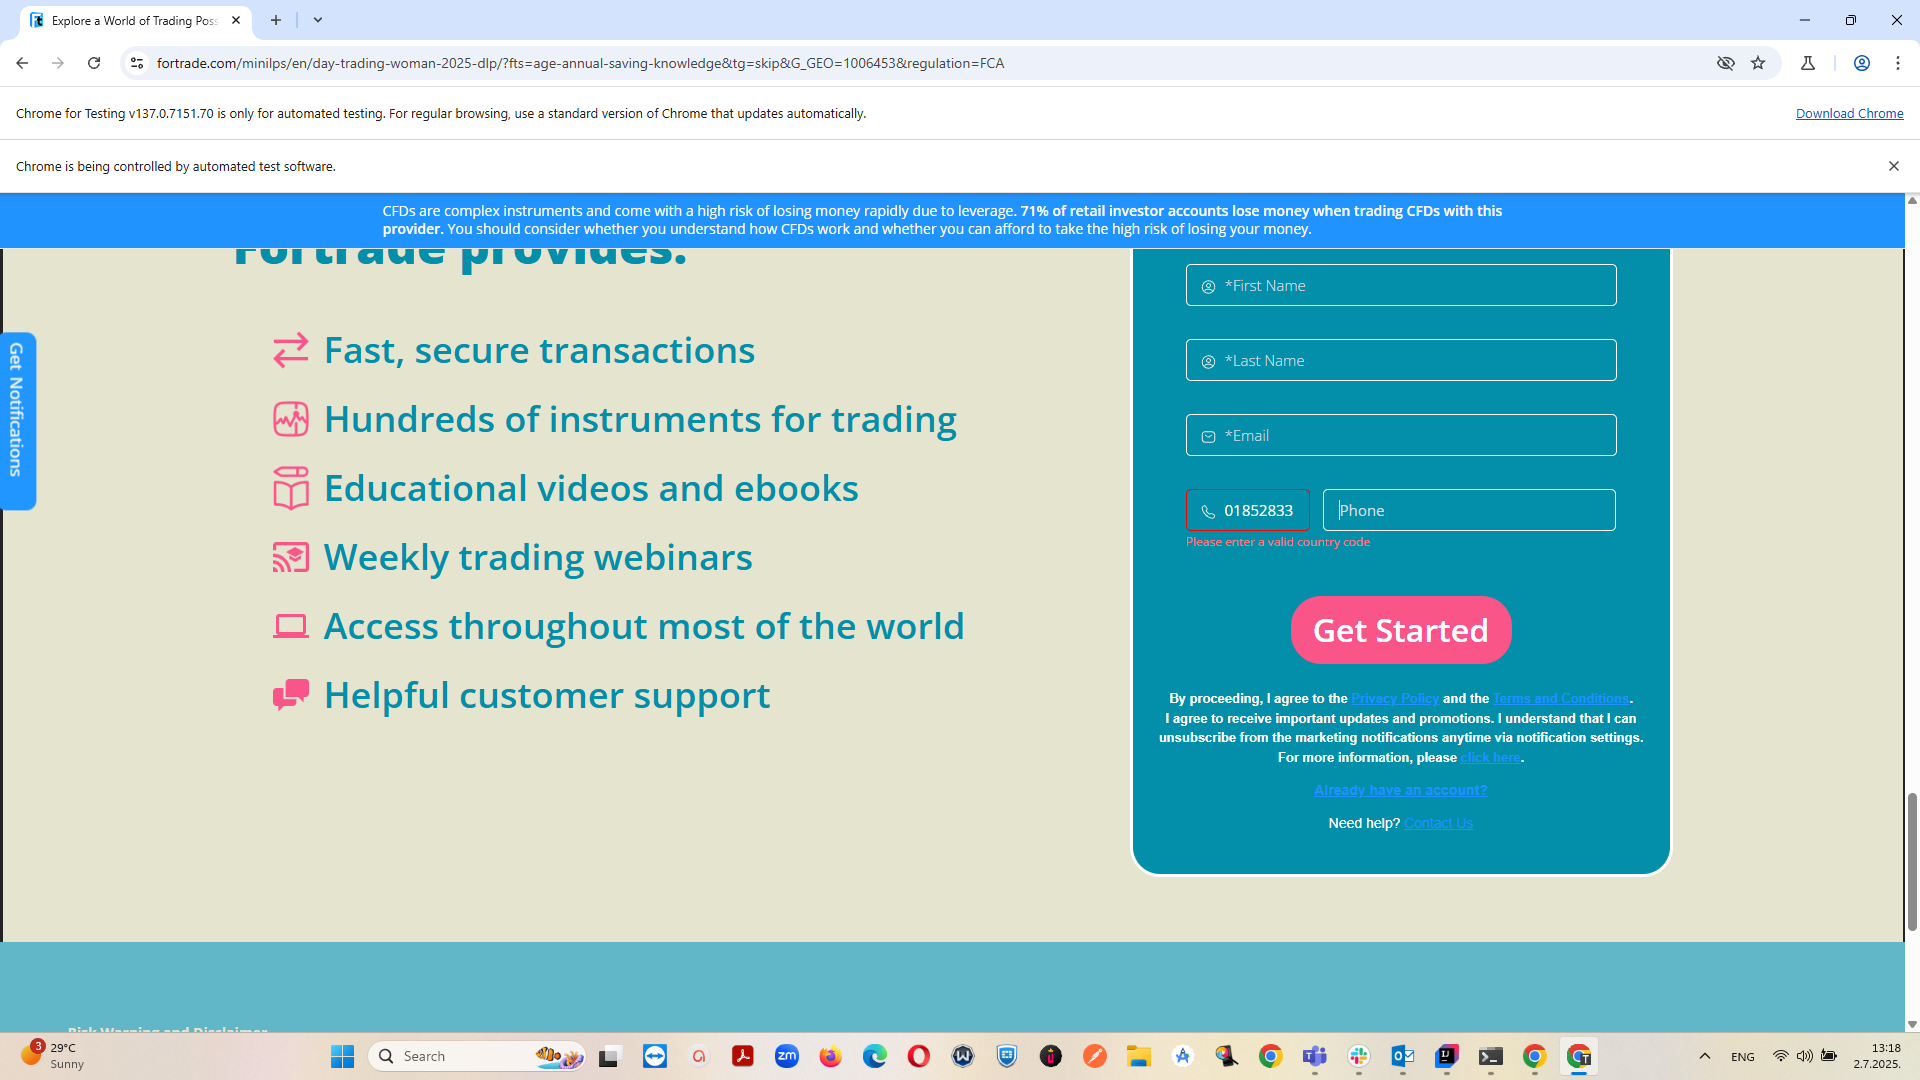 Explore a World of Trading Poss
fortrade.com/minilps/en/day-trading-woman-2025-dlp/?fts=age-annual-saving-knowledge&tg=skip&G_GEO=1006453&regulation=FCA
Chrome for Testing v137.0.7151.70 is only for automated testing. For regular browsing, use a standard version of Chrome that updates automatically.
Download Chrome
Chrome is being controlled by automated test software.
CFDs are complex instruments and come with a high risk of losing money rapidly due to leverage. 71% of retail investor accounts lose money when trading CFDs with this
provider. You should consider whether you understand how CFDs work and whether you can afford to take the high risk of losing your money.
Fortrade provides:
Get Notifications
Fast, secure transactions
Hundreds of instruments for trading
Educational videos and ebooks
Weekly trading webinars
Access throughout most of the world
Helpful customer support
*First Name
*Last Name
*Email
01852833
Phone
Please enter a valid country code
Get Started
By proceeding, I agree to the Privacy Policy and the Terms and Conditions.
I agree to receive important updates and promotions. I understand that I can
unsubscribe from the marketing notifications anytime via notification settings.
For more information, please click here.
Already have an account?
Need help? Contact Us
Risk Warning and Disclaimer
3
29°C
Sunny
Search
zm
ENG
13:18
2.7.2025.